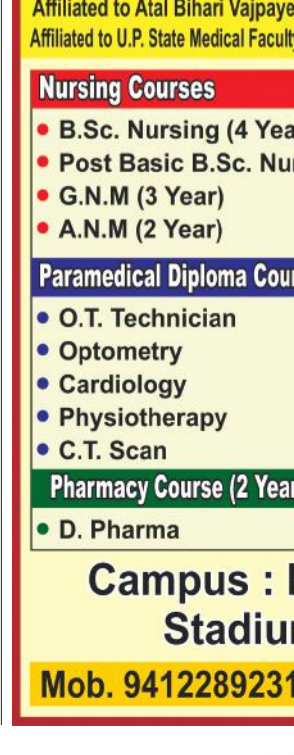 Affiliated to Atal Bihari Vajpaye
Affiliated to U.P. State Medical Facult
Nursing Courses
• B.Sc. Nursing (4 Yea
• Post Basic B.Sc. Nu
• G.N.M (3 Year)
• A.N.M (2 Year)
Paramedical Diploma Cour
• O.T. Technician
• Optometry
• Cardiology
• Physiotherapy
• C.T. Scan
Pharmacy Course (2 Year
• D. Pharma
Campus :
Stadiu
Mob. 9412289231